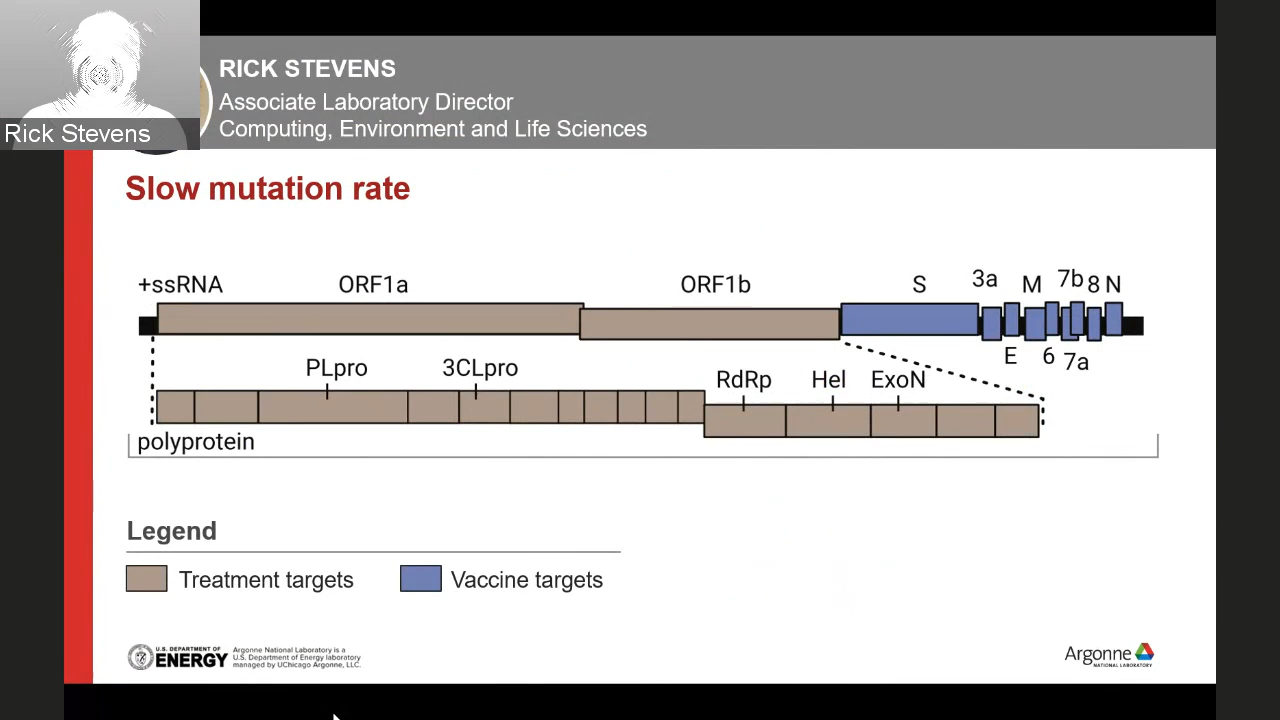 RICK STEVENS
Associate Laboratory Director
Computing, Environment and Life Sciences
Rick Stevens
Slow mutation rate
+ssRNA ORF1a ORF1b S 3a M 7b 8 N
E 6 7a
PLpro 3CLpro RdRp Hel ExoN
polyprotein
Legend
Treatment targets Vaccine targets
U.S. DEPARTMENT OF
ENERGY
Argonne National Laboratory is a
U.S. Department of Energy laboratory
managed by UChicago Argonne, LLC.
Argonne
NATIONAL LABORATORY